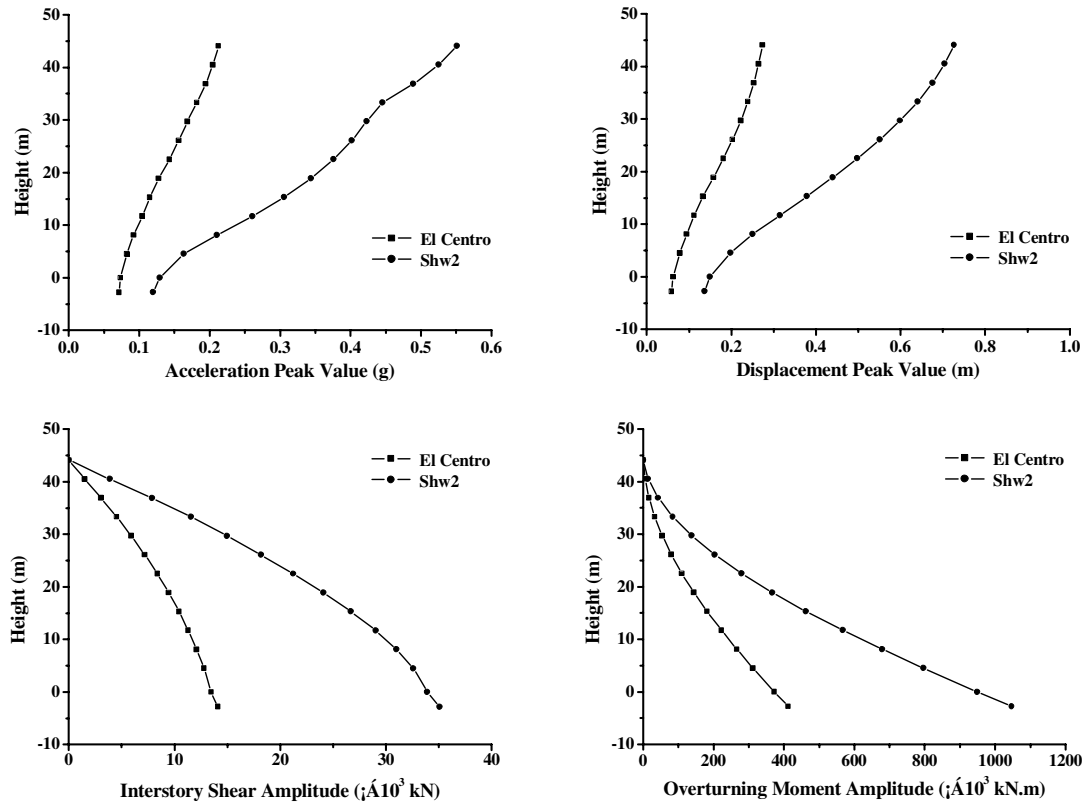 50
40
30
20
10
0
-10
Height (m)
El Centro
Shw2
0.0 0.1 0.2 0.3 0.4 0.5 0.6
Acceleration Peak Value (g)
50
40
30
20
10
0
-10
Height (m)
El Centro
Shw2
0.0 0.2 0.4 0.6 0.8 1.0
Displacement Peak Value (m)
50
40
30
20
10
0
-10
Height (m)
El Centro
Shw2
0 10 20 30 40
Interstory Shear Amplitude (¡Á10³ kN)
50
40
30
20
10
0
-10
Height (m)
El Centro
Shw2
0 200 400 600 800 1000 1200
Overturning Moment Amplitude (¡Á10³ kN.m)